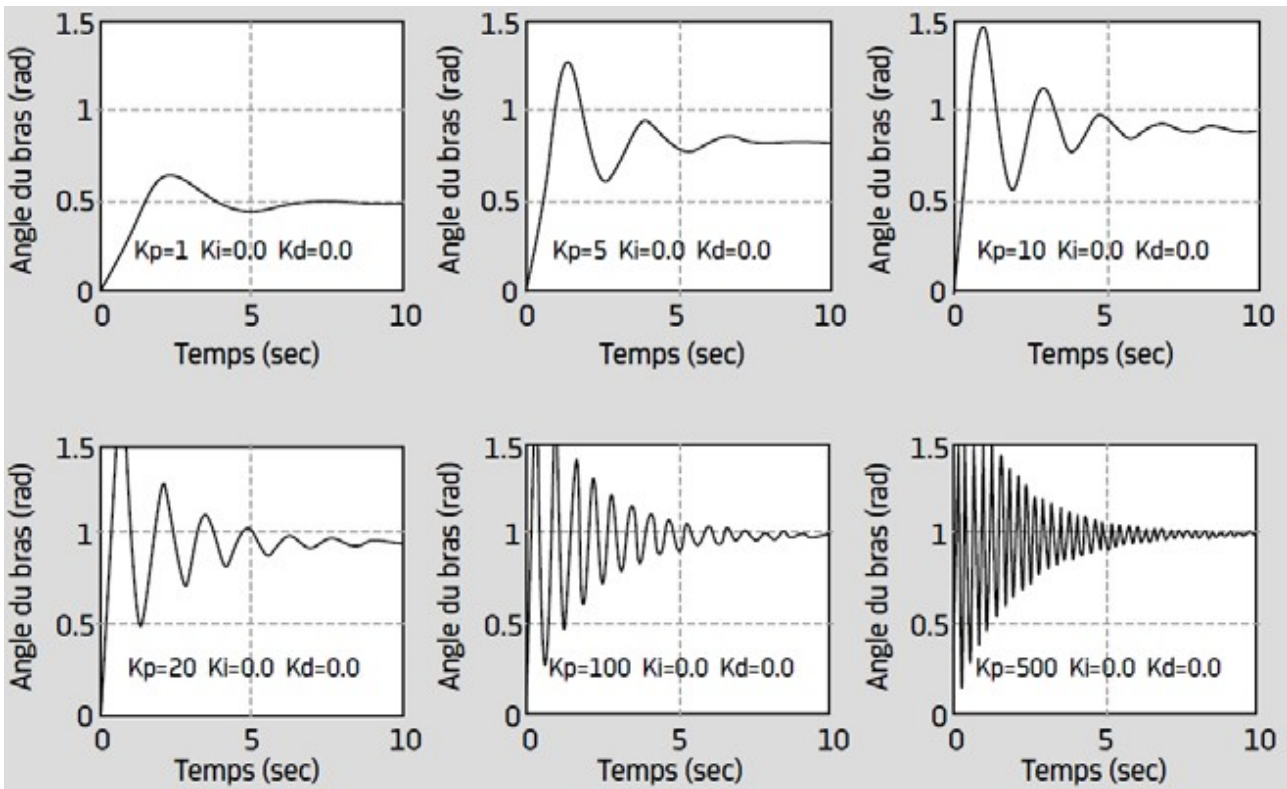 1.5
1
0.5
0
Angle du bras (rad)
Kp=1 Ki=0.0 Kd=0.0
0 5 10
Temps (sec)
1.5
1
0.5
0
Angle du bras (rad)
Kp=5 Ki=0.0 Kd=0.0
0 5 10
Temps (sec)
1.5
1
0.5
0
Angle du bras (rad)
Kp=10 Ki=0.0 Kd=0.0
0 5 10
Temps (sec)
1.5
1
0.5
0
Angle du bras (rad)
Kp=20 Ki=0.0 Kd=0.0
0 5 10
Temps (sec)
1.5
1
0.5
0
Angle du bras (rad)
Kp=100 Ki=0.0 Kd=0.0
0 5 10
Temps (sec)
1.5
1
0.5
0
Angle du bras (rad)
Kp=500 Ki=0.0 Kd=0.0
0 5 10
Temps (sec)